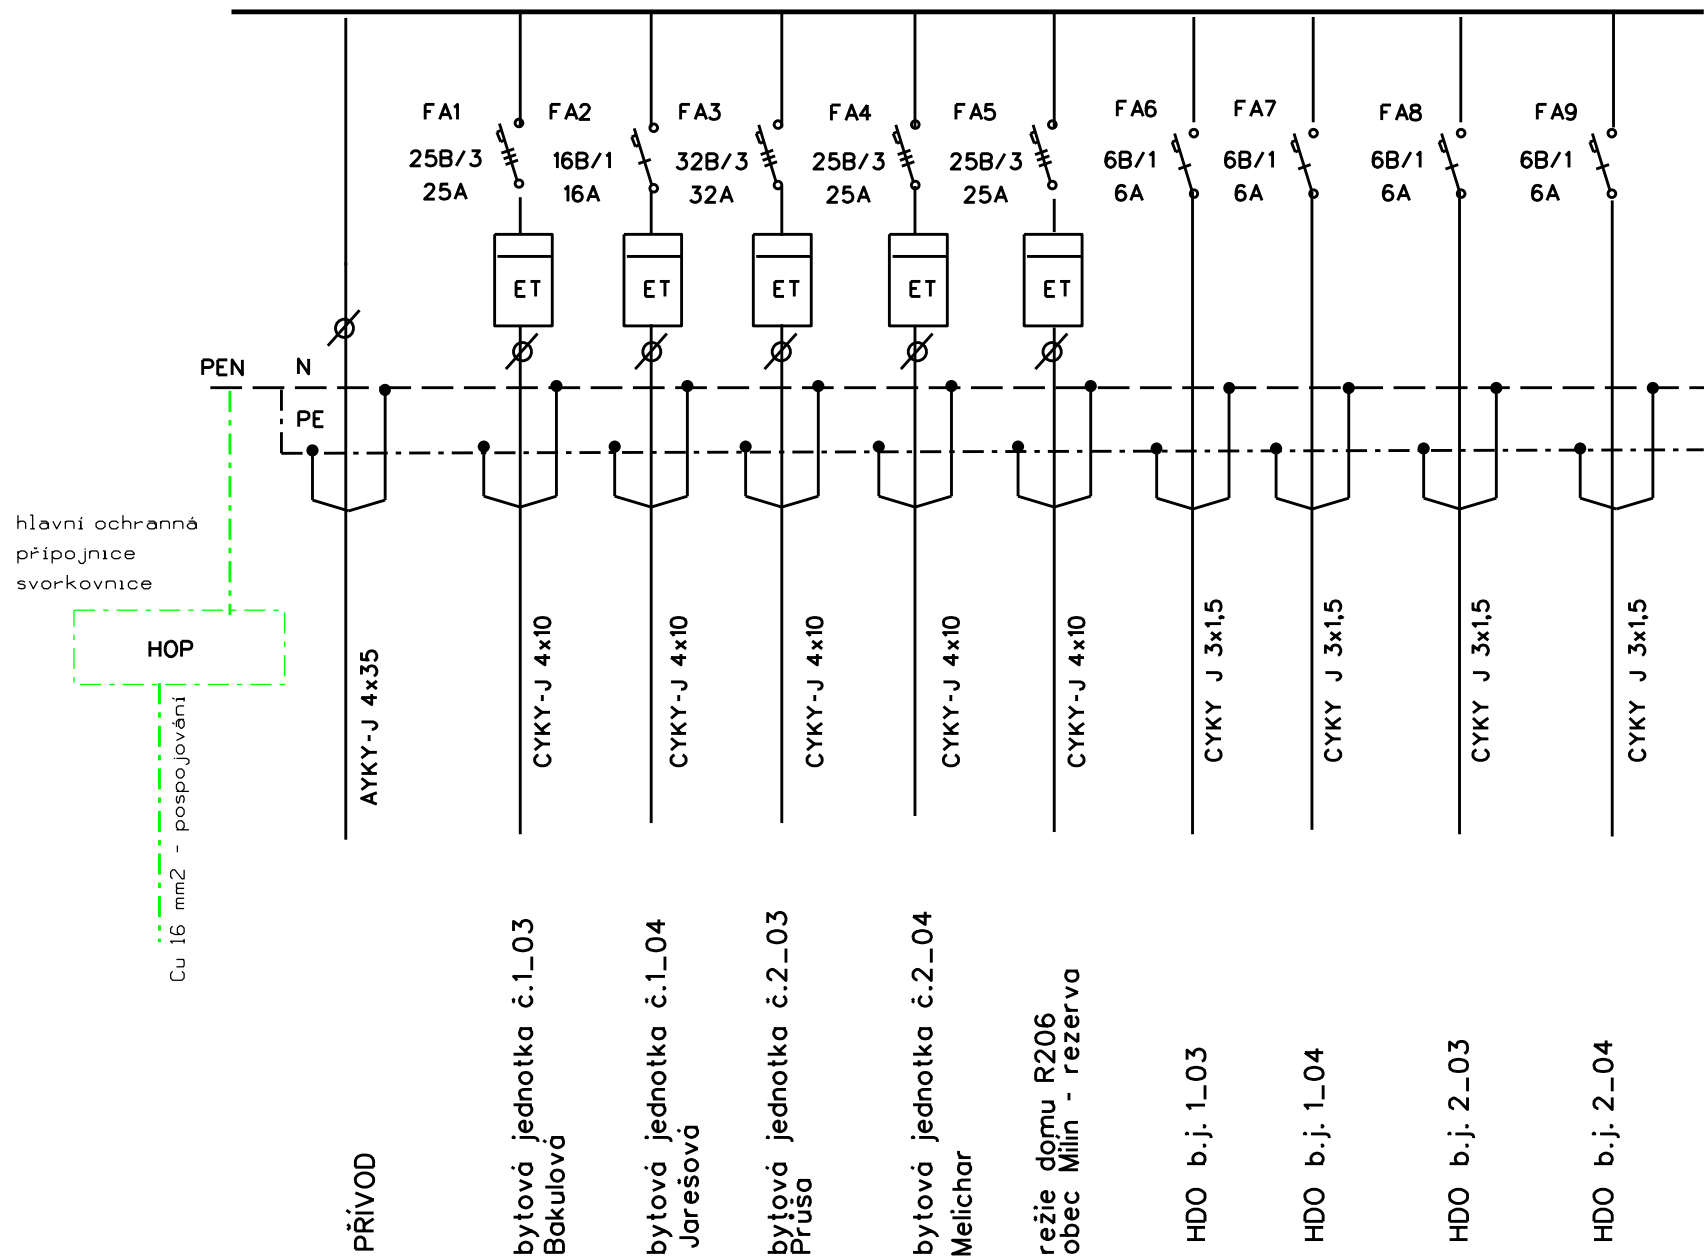 FA1
25B/3
25A
FA2
16B/1
16A
FA3
32B/3
32A
FA4
25B/3
25A
FA5
25B/3
25A
FA6
6B/1
6A
FA7
6B/1
6A
FA8
6B/1
6A
FA9
6B/1
6A
ET
ET
ET
ET
ET
PEN
N
PE
hlavní ochranná
přípojnice
svorkovnice
HOP
Cu 16 mm2 - pospojování
AYKY-J 4x35
CYKY-J 4x10
CYKY-J 4x10
CYKY-J 4x10
CYKY-J 4x10
CYKY-J 4x10
CYKY J 3x1,5
CYKY J 3x1,5
CYKY J 3x1,5
CYKY J 3x1,5
PŘÍVOD
bytová jednotka č.1_03
Bakulová
bytová jednotka č.1_04
Jarešová
bytová jednotka č.2_03
Průša
bytová jednotka č.2_04
Melichar
režie domu R206
obec Milín - rezerva
HDO b.j. 1_03
HDO b.j. 1_04
HDO b.j. 2_03
HDO b.j. 2_04